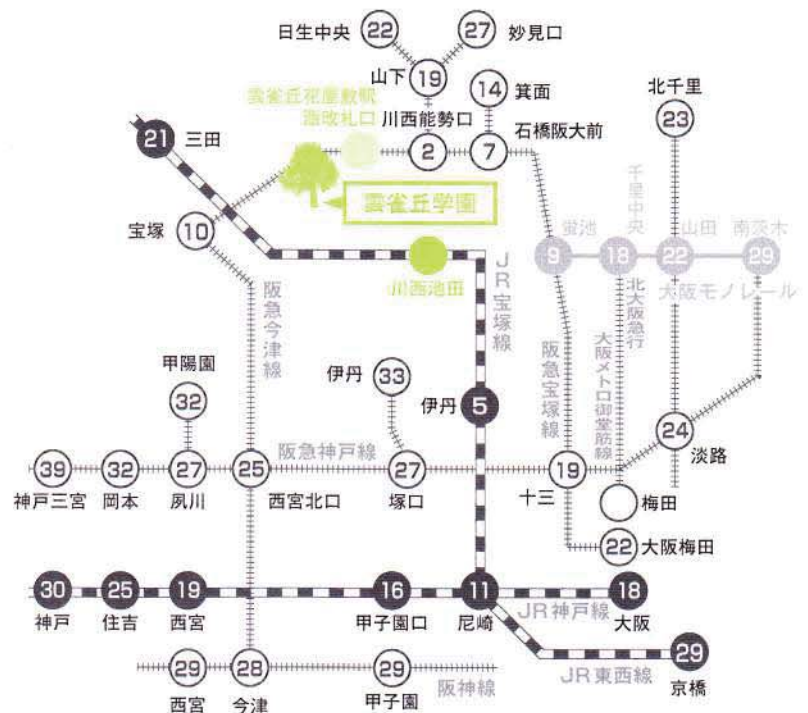 日生中央
22
27
妙見口
山下
19
14
箕面
北千里
23
雲雀丘花屋敷駅
川西能勢口
2
7
石橋阪大前
21
三田
雲雀丘学園
宝塚
10
川西池田
JR宝塚線
蛍池
千里中央
山田
南茨木
9
18
22
29
大阪モノレール
北大阪急行
大阪メトロ御堂筋線
阪急宝塚線
阪急今津線
甲陽園
32
伊丹
33
伊丹
5
阪急神戸線
24
淡路
39
32
27
25
27
19
神戸三宮
岡本
夙川
西宮北口
塚口
十三
梅田
22
大阪梅田
30
25
19
16
11
18
神戸
住吉
西宮
甲子園口
尼崎
JR神戸線
大阪
29
28
29
阪神線
西宮
今津
甲子園
JR東西線
29
京橋